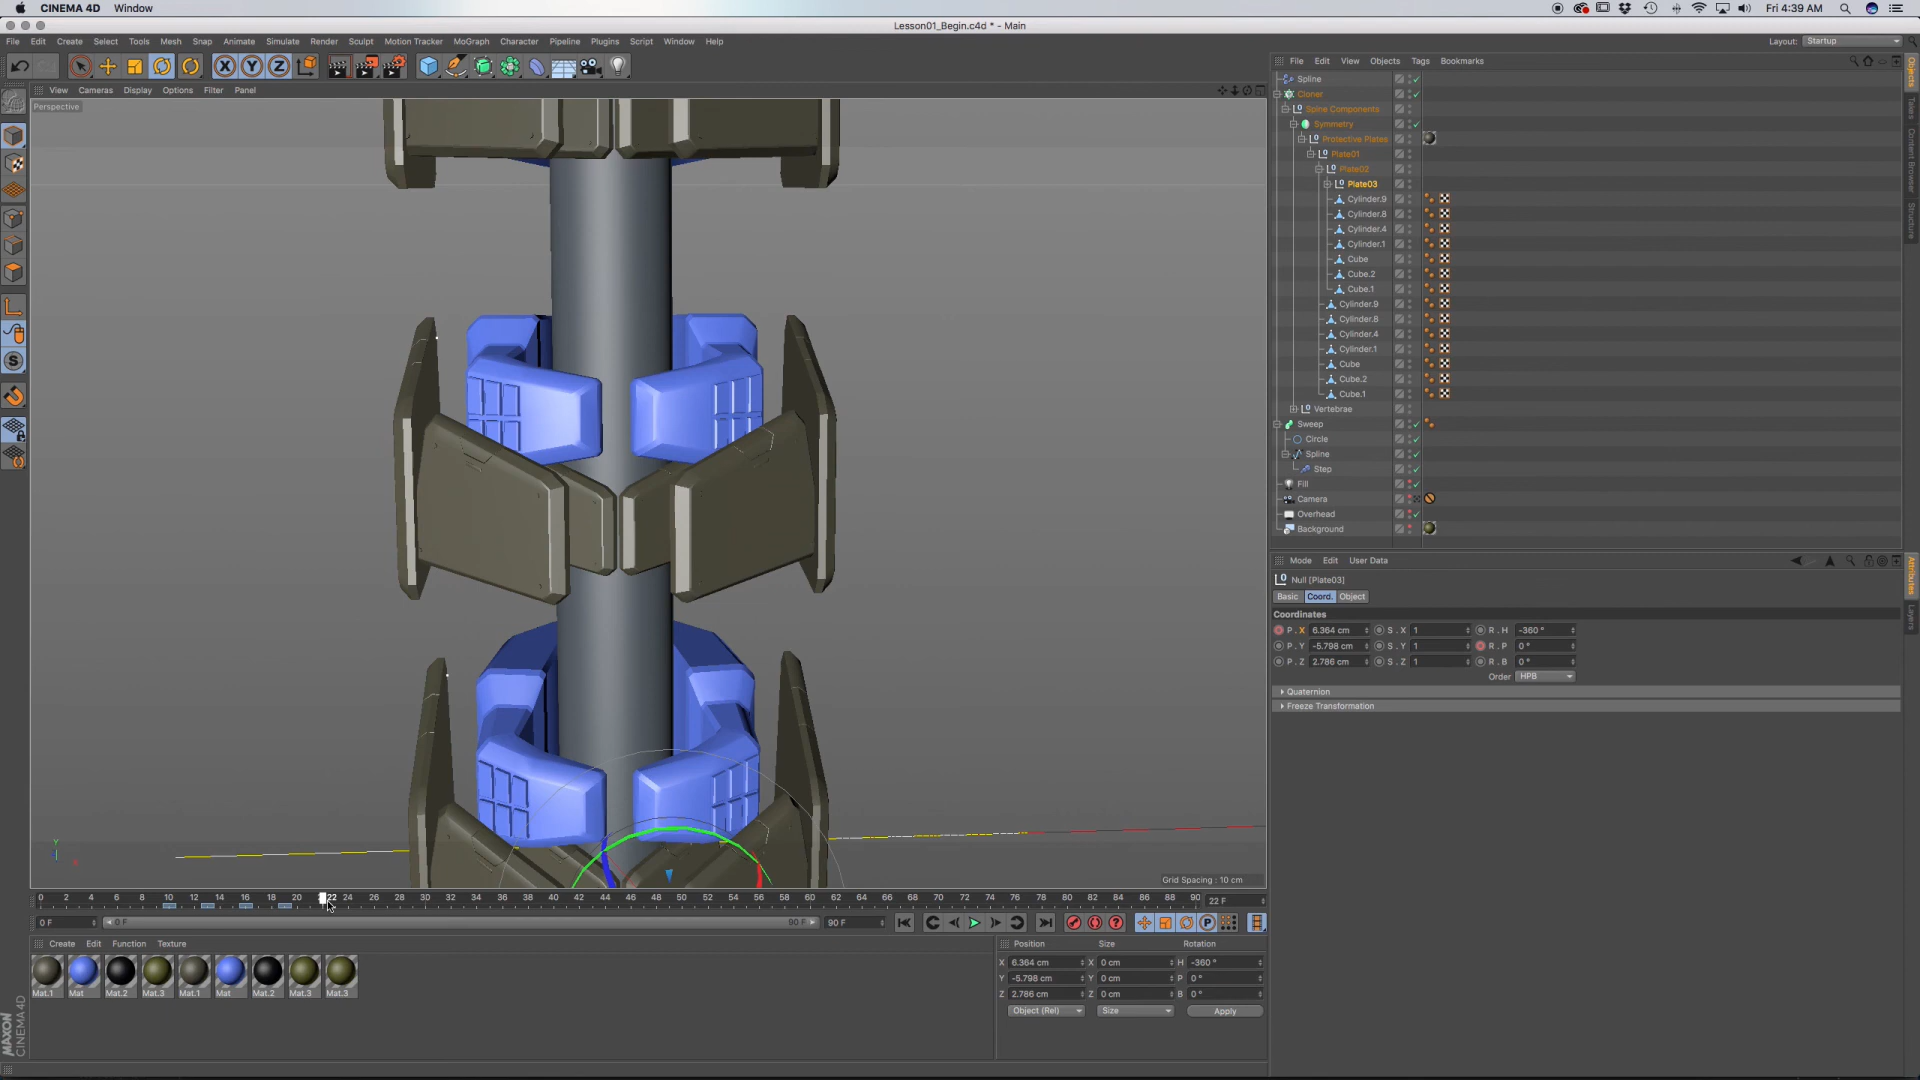 CINEMA 4D Window Fri 4:39 AM
Lesson01_Begin.c4d * - Main
File Edit Create Select Tools Mesh Snap Animate Simulate Render Sculpt Motion Tracker MoGraph Character Pipeline Plugins Script Window Help Layout: Startup
X Y Z
View Cameras Display Options Filter Panel
Perspective
File Edit View Objects Tags Bookmarks
Spline
Cloner
Spine Components
Symmetry
Protective Plates
Plate01
Plate02
Plate03
Cylinder.9
Cylinder.8
Cylinder.4
Cylinder.1
Cube
Cube.2
Cube.1
Cylinder.9
Cylinder.8
Cylinder.4
Cylinder.1
Cube
Cube.2
Cube.1
Vertebrae
Sweep
Circle
Spline
Step
Fill
Camera
Overhead
Background
Objects
Takes
Content Browser
Structure
Mode Edit User Data
Null [Plate03]
Basic Coord. Object
Coordinates
P . X 6.364 cm S . X 1 R . H -360 °
P . Y -5.798 cm S . Y 1 R . P 0 °
P . Z 2.786 cm S . Z 1 R . B 0 °
Order HPB
Quaternion
Freeze Transformation
Attributes
Layers
Y
Grid Spacing : 10 cm
0 2 4 6 8 10 12 14 16 18 20 22 24 26 28 30 32 34 36 38 40 42 44 46 48 50 52 54 56 58 60 62 64 66 68 70 72 74 76 78 80 82 84 86 88 90 22 F
0 F 0 F 90 F 90 F
Create Edit Function Texture
Mat.1 Mat Mat.2 Mat.3 Mat.1 Mat Mat.2 Mat.3 Mat.3
Position Size Rotation
X 6.364 cm X 0 cm H -360 °
Y -5.798 cm Y 0 cm P 0 °
Z 2.786 cm Z 0 cm B 0 °
Object (Rel) Size Apply
MAXON
CINEMA 4D